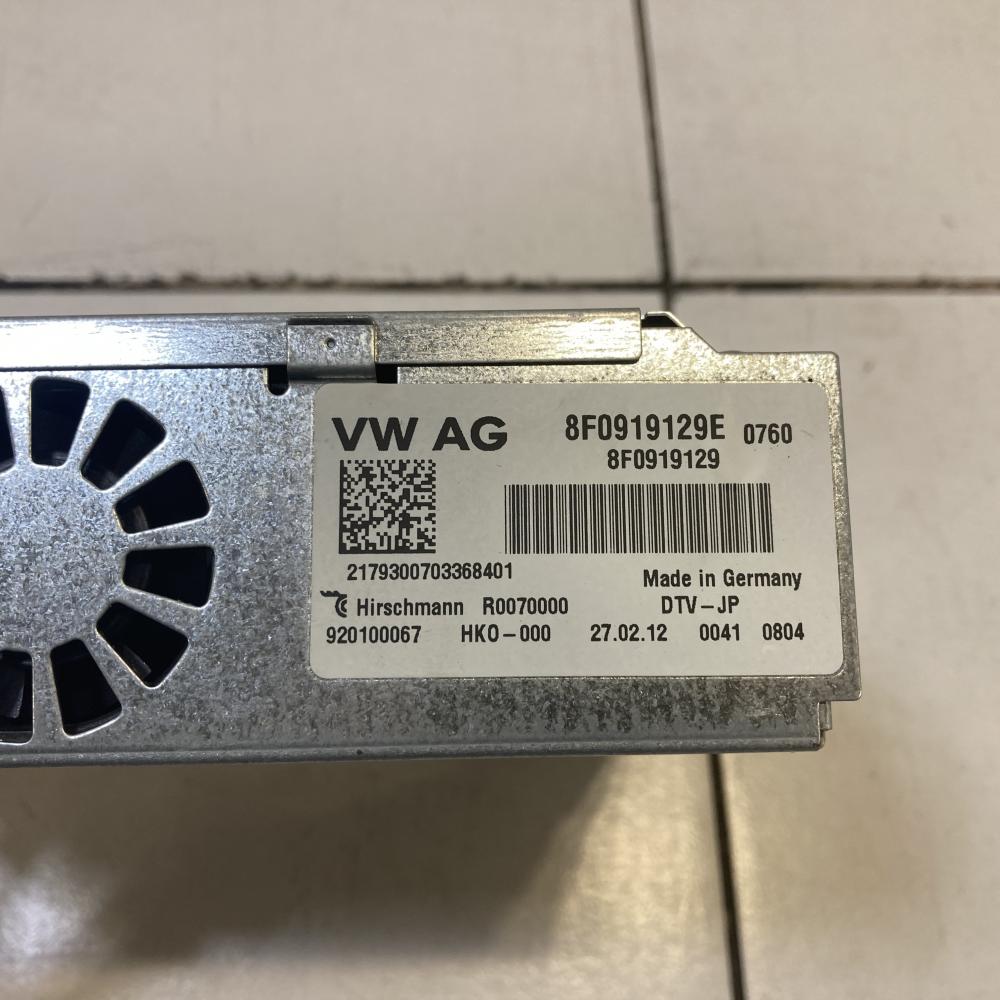 VW AG 8F0919129E 0760
8F0919129
2179300703368401
Made in Germany
Hirschmann R0070000 DTV-JP
920100067 HK0-000 27.02.12 0041 0804